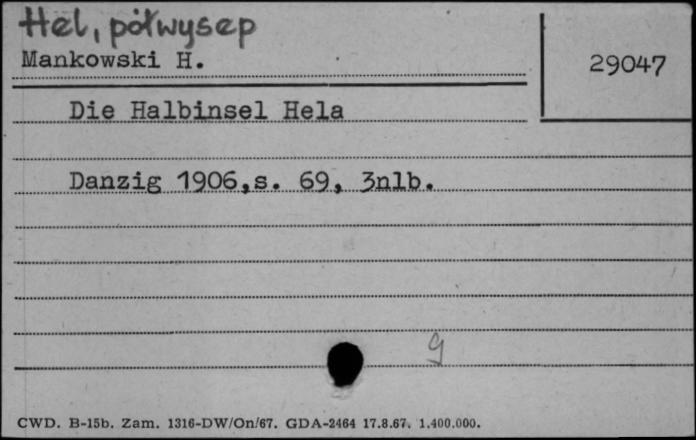 Hel, półwysep
Mankowski H.
29047
Die Halbinsel Hela
Danzig 1906,s. 69, 3nlb.
g
CWD. B-15b. Zam. 1316-DW/On/67. GDA-2464 17.8.67. 1.400.000.